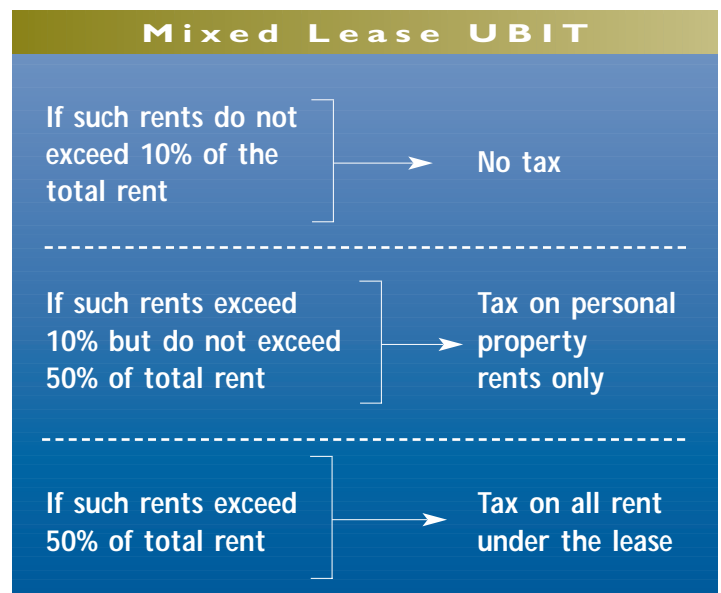 Mixed Lease UBIT
If such rents do not
exceed 10% of the
total rent
No tax
If such rents exceed
10% but do not exceed
50% of total rent
Tax on personal
property
rents only
If such rents exceed
50% of total rent
Tax on all rent
under the lease